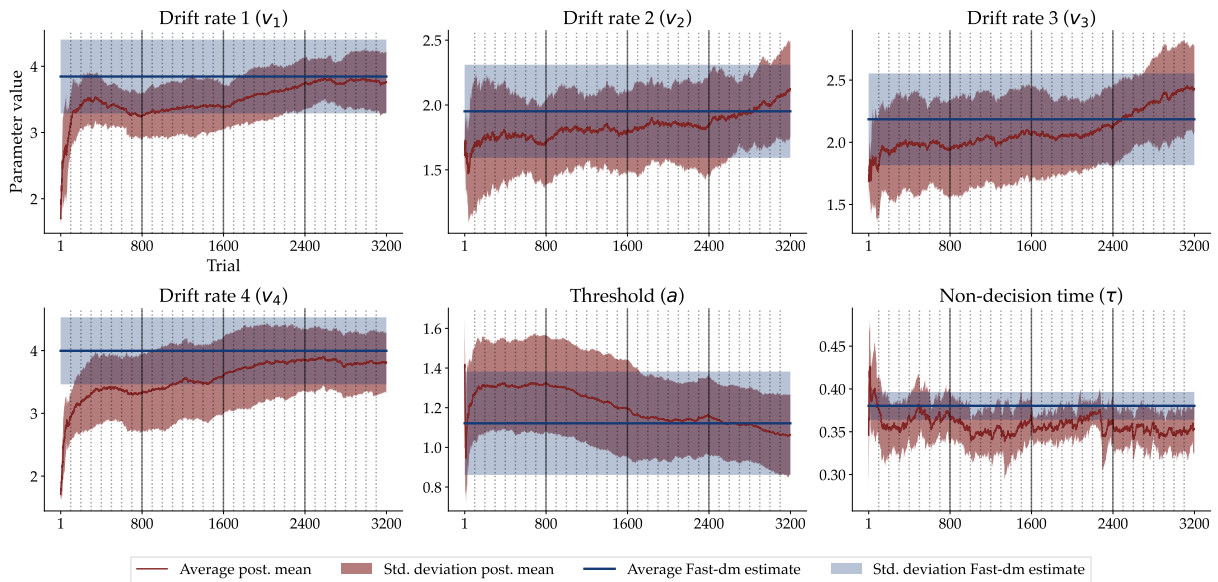 Drift rate 1 (v₁)
Drift rate 2 (v₂)
Drift rate 3 (v₃)
Parameter value
4
3
2
2.5
2.0
1.5
2.5
2.0
1.5
1 800 1600 2400 3200
1 800 1600 2400 3200
1 800 1600 2400 3200
Trial
Drift rate 4 (v₄)
Threshold (a)
Non-decision time (τ)
4
3
2
1.6
1.4
1.2
1.0
0.8
0.45
0.40
0.35
0.30
1 800 1600 2400 3200
1 800 1600 2400 3200
1 800 1600 2400 3200
Average post. mean Std. deviation post. mean Average Fast-dm estimate Std. deviation Fast-dm estimate